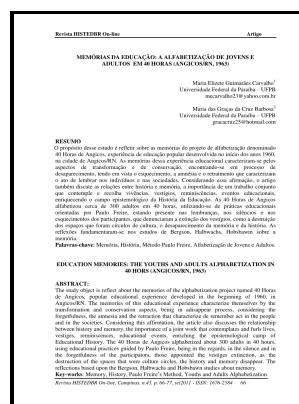 Revista HISTEDBR On-line Artigo
MEMÓRIAS DA EDUCAÇÃO: A ALFABETIZAÇÃO DE JOVENS E
ADULTOS EM 40 HORAS (ANGICOS/RN, 1963)
Maria Elizete Guimarães Carvalho1
Universidade Federal da Paraíba – UFPB
mecarvalho23@yahoo.com.br
Maria das Graças da Cruz Barbosa2
Universidade Federal da Paraíba – UFPB
gracacruz25@hotmail.com
RESUMO
O propósito desse estudo é refletir sobre as memórias do projeto de alfabetização denominado
40 Horas de Angicos, experiência de educação popular desenvolvida no início dos anos 1960,
na cidade de Angicos/RN. As memórias dessa experiência educacional caracterizam-se pelos
aspectos de transformação e de conservação, encontrando-se em processo de
desaparecimento, tendo em vista o esquecimento, a amnésia e o retraimento que caracterizam
o ato de lembrar nos indivíduos e nas sociedades. Considerando essa afirmação, o artigo
também discute as relações entre história e memória, a importância de um trabalho conjunto
que contemple e recolha vivências, vestígios, reminiscências, eventos educacionais,
enriquecendo o campo epistemológico da História da Educação. As 40 Horas de Angicos
alfabetizou cerca de 300 adultos em 40 horas, utilizando-se de práticas educacionais
orientadas por Paulo Freire, estando presente nas lembranças, nos silêncios e nos
esquecimentos dos participantes, que denunciam a extinção dos vestígios, como a destruição
dos espaços que foram círculos de cultura, o desaparecimento da memória e da história. As
reflexões fundamentaram-se nos estudos de Bergson, Halbwachs, Hobsbawm sobre a
memória.
Palavras-chave: Memória, História, Método Paulo Freire, Alfabetização de Jovens e Adultos.
EDUCATION MEMORIES: THE YOUTHS AND ADULTS ALPHABETIZATION IN
40 HORS (ANGICOS/RN, 1963)
ABSTRACT:
The study object is reflect about the memories of the alphabetization project named 40 Horas
de Angicos, popular educational experience developed in the beginning of 1960, in
Angicos/RN. The memories of this educational experience characterize themselves by the
transformation and conservation aspects, being in adisappear process, considering the
forgetfulness, the amnesia and the retraction that characterize de remember act in the people
and in the societies. Considering this afirmation, the article also discusses the relationship
between history and memory, the importance of a joint work that contemplates and furls lives,
vestiges, reminiscences, educational events, enriching the epistemological camp of
Educational History. The 40 Horas de Angicos alphabetized about 300 adults in 40 hours,
using educational practices guided by Paulo Freire, being in the regards, in the silence and in
the forgetfulness of the participants, those appointed the vestiges extinction, as the
destruction of the spaces that were culture circles, the history and memory disappear. The
reflections based upon the Bergson, Halbwachs and Hobsbawn studies about memory.
Key-works: Memory, History, Paulo Freire's Method, Youths and Adults Alphabetization
Revista HISTEDBR On-line, Campinas, n.43, p. 66-77, set2011 - ISSN: 1676-2584 66